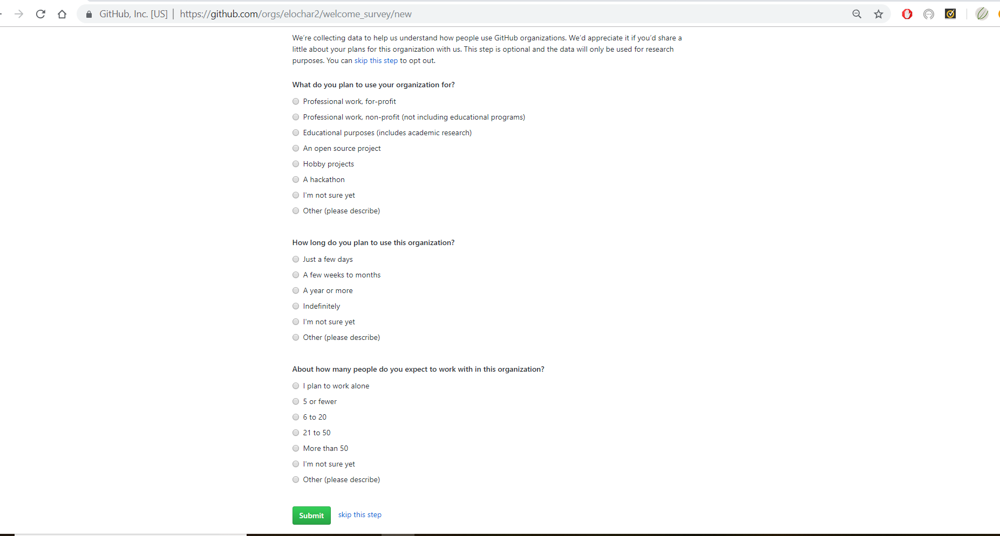 GitHub, Inc. [US] | https://github.com/orgs/elochar2/welcome_survey/new
We're collecting data to help us understand how people use GitHub organizations. We'd appreciate it if you'd share a
little about your plans for this organization with us. This step is optional and the data will only be used for research
purposes. You can skip this step to opt out.
What do you plan to use your organization for?
Professional work, for-profit
Professional work, non-profit (not including educational programs)
Educational purposes (includes academic research)
An open source project
Hobby projects
A hackathon
I'm not sure yet
Other (please describe)
How long do you plan to use this organization?
Just a few days
A few weeks to months
A year or more
Indefinitely
I'm not sure yet
Other (please describe)
About how many people do you expect to work with in this organization?
I plan to work alone
5 or fewer
6 to 20
21 to 50
More than 50
I'm not sure yet
Other (please describe)
Submit skip this step